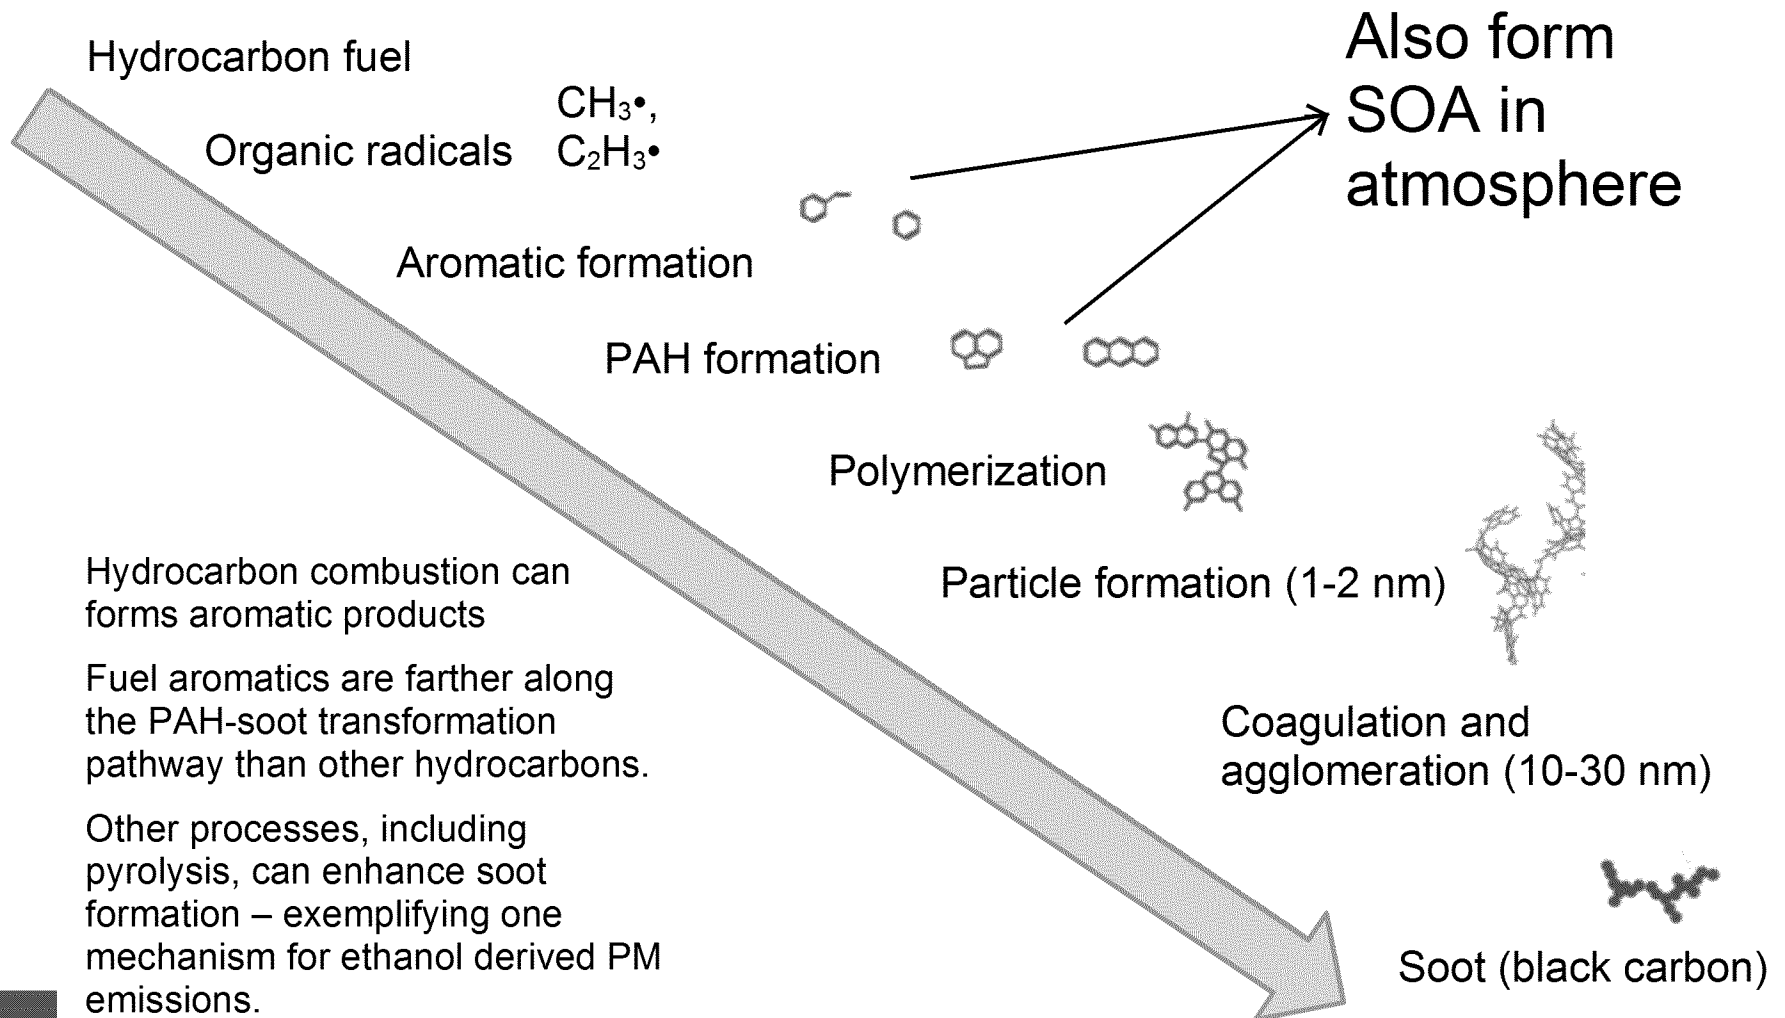 Hydrocarbon fuel
CH₃•,
Organic radicals C₂H₃•
Also form
SOA in
atmosphere
Aromatic formation
PAH formation
Polymerization
Particle formation (1-2 nm)
Coagulation and
agglomeration (10-30 nm)
Soot (black carbon)
Hydrocarbon combustion can
forms aromatic products
Fuel aromatics are farther along
the PAH-soot transformation
pathway than other hydrocarbons.
Other processes, including
pyrolysis, can enhance soot
formation – exemplifying one
mechanism for ethanol derived PM
emissions.